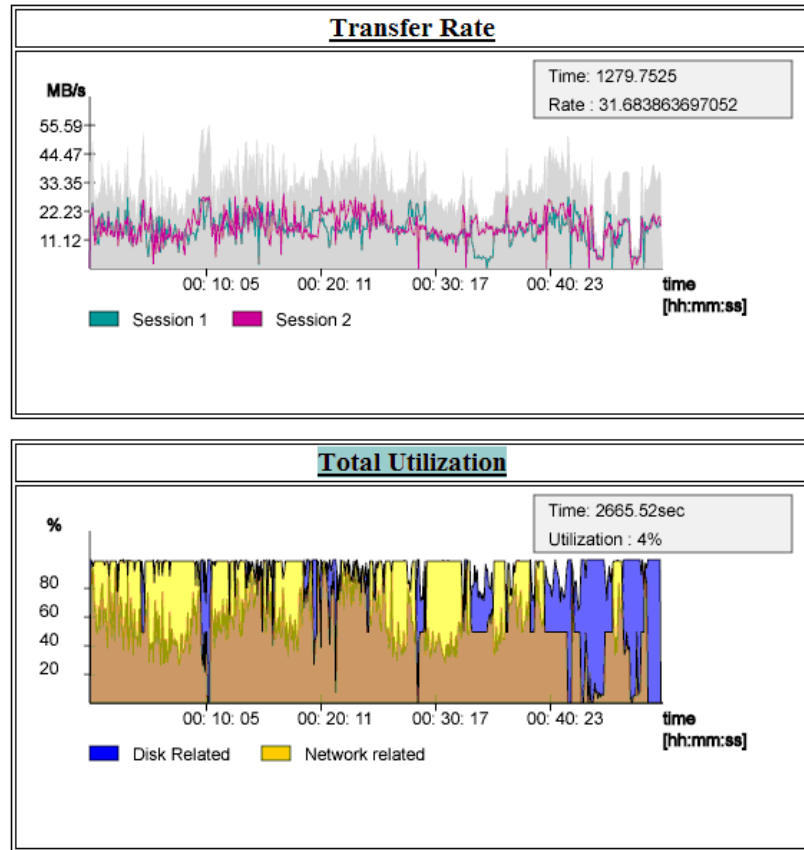 Transfer Rate
Time: 1279.7525
Rate : 31.683863697052
MB/s
55.59
44.47
33.35
22.23
11.12
00: 10: 05
00: 20: 11
00: 30: 17
00: 40: 23
time
[hh:mm:ss]
Session 1
Session 2
Total Utilization
Time: 2665.52sec
Utilization : 4%
%
80
60
40
20
00: 10: 05
00: 20: 11
00: 30: 17
00: 40: 23
time
[hh:mm:ss]
Disk Related
Network related